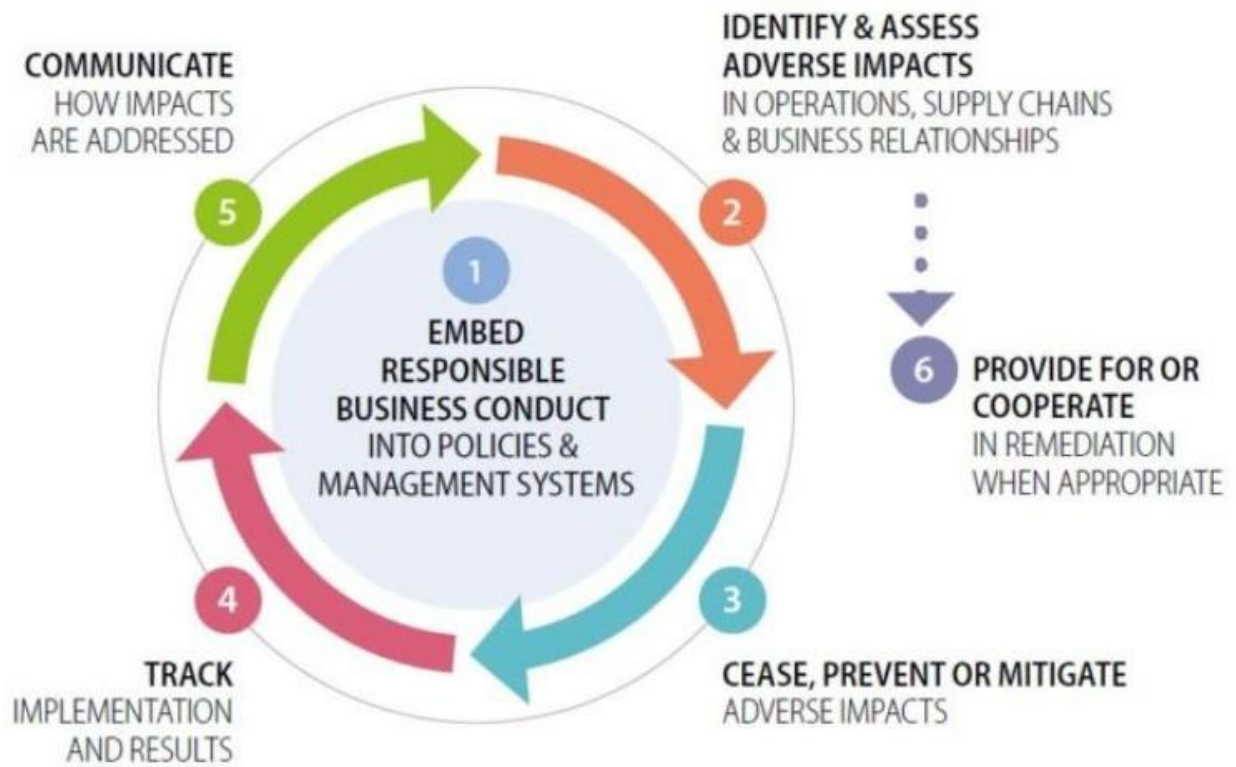 COMMUNICATE
HOW IMPACTS
ARE ADDRESSED
5
IDENTIFY & ASSESS
ADVERSE IMPACTS
IN OPERATIONS, SUPPLY CHAINS
& BUSINESS RELATIONSHIPS
2
1
EMBED
RESPONSIBLE
BUSINESS CONDUCT
INTO POLICIES &
MANAGEMENT SYSTEMS
6
PROVIDE FOR OR
COOPERATE
IN REMEDIATION
WHEN APPROPRIATE
4
TRACK
IMPLEMENTATION
AND RESULTS
3
CEASE, PREVENT OR MITIGATE
ADVERSE IMPACTS